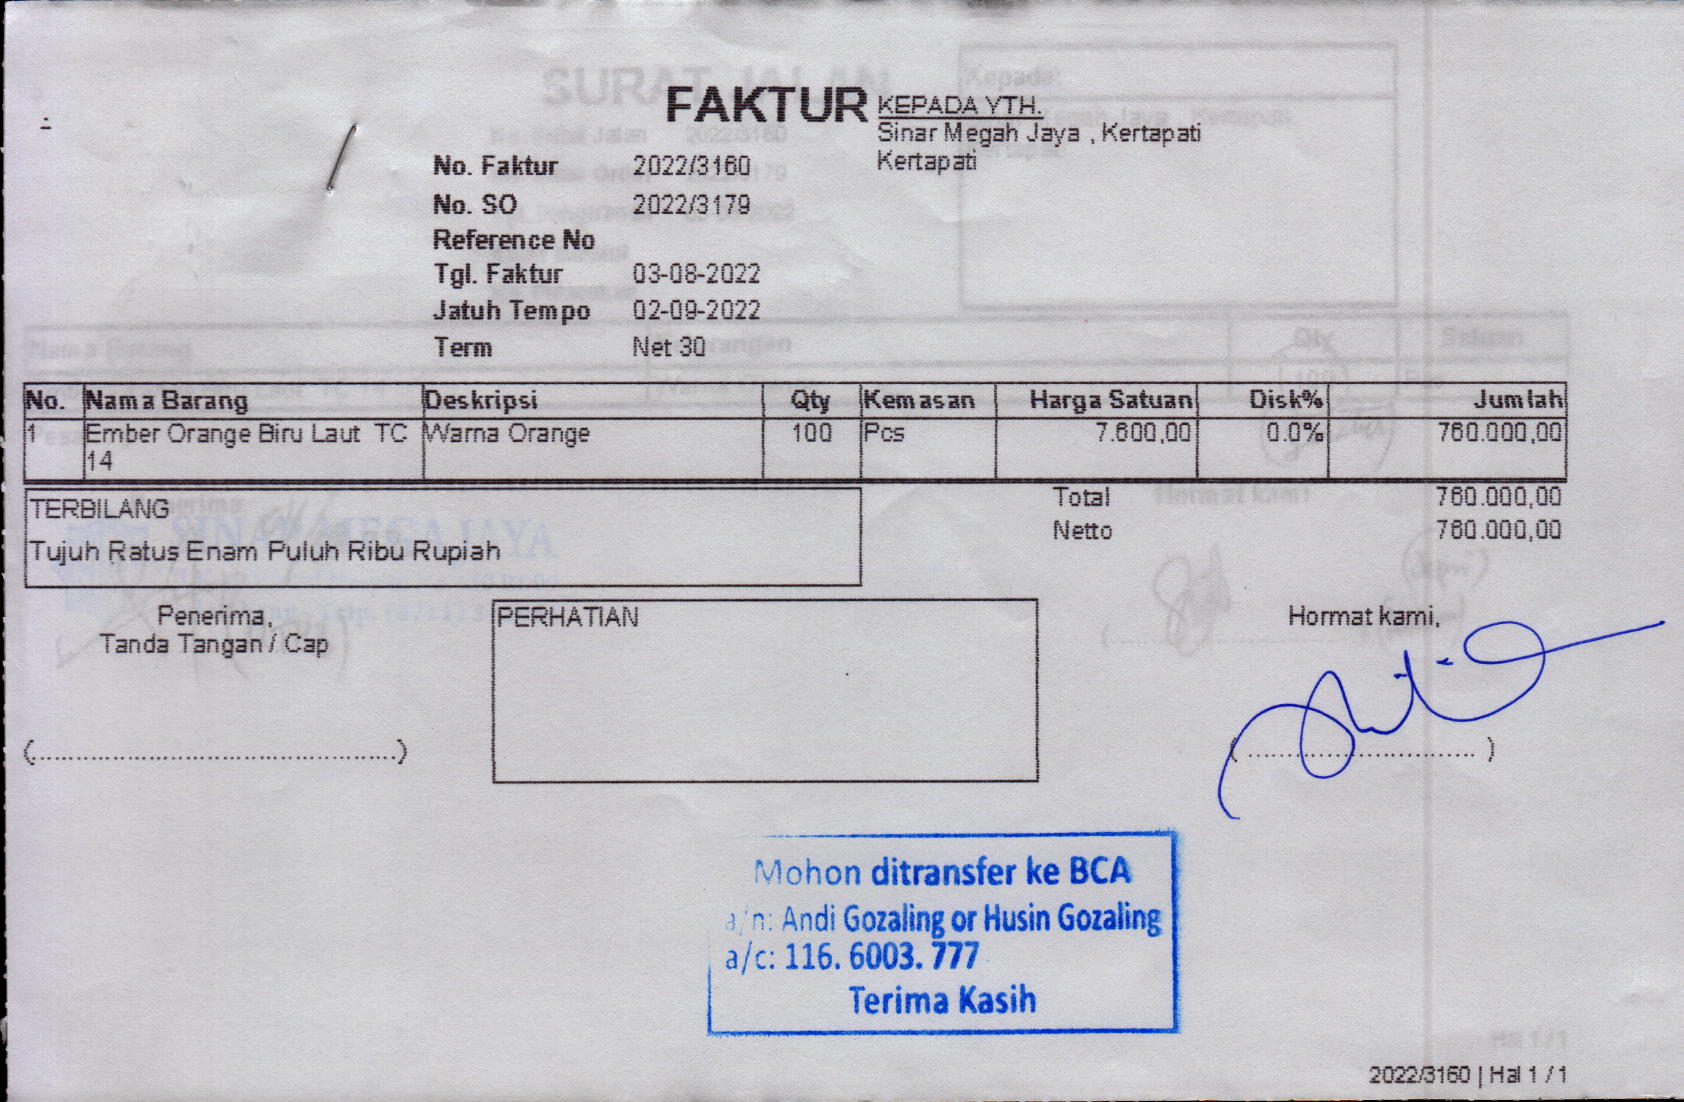 FAKTUR
KEPADA YTH.
Sinar Megah Jaya , Kertapati
Kertapati
No. Faktur 2022/3160
No. SO 2022/3179
Reference No
Tgl. Faktur 03-08-2022
Jatuh Tempo 02-09-2022
Term Net 30
No. Nama Barang Deskripsi Qty Kemasan Harga Satuan Disk% Jumlah
1 Ember Orange Biru Laut TC Warna Orange 100 Pcs 7.600,00 0.0% 760.000,00
14
TERBILANG
Tujuh Ratus Enam Puluh Ribu Rupiah
Total 760.000,00
Netto 760.000,00
Penerima,
Tanda Tangan / Cap
PERHATIAN
Hormat kami,
Mohon ditransfer ke BCA
a/n: Andi Gozaling or Husin Gozaling
a/c: 116. 6003. 777
Terima Kasih
2022/3160 | Hal 1 / 1